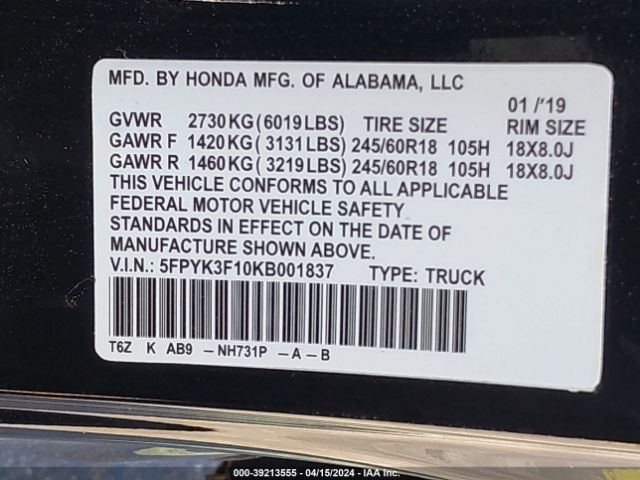 MFD. BY HONDA MFG. OF ALABAMA, LLC
01 /'19
GVWR 2730KG(6019LBS) TIRE SIZE RIM SIZE
GAWR F 1420KG( 3131LBS) 245/60R18 105H 18X8.0J
GAWR R 1460KG( 3219LBS) 245/60R18 105H 18X8.0J
THIS VEHICLE CONFORMS TO ALL APPLICABLE
FEDERAL MOTOR VEHICLE SAFETY
STANDARDS IN EFFECT ON THE DATE OF
MANUFACTURE SHOWN ABOVE.
V.I.N.: 5FPYK3F10KB001837 TYPE: TRUCK
T6Z K AB9 -NH731P -A-B
000-39213555 - 04/15/2024 - IAA Inc.